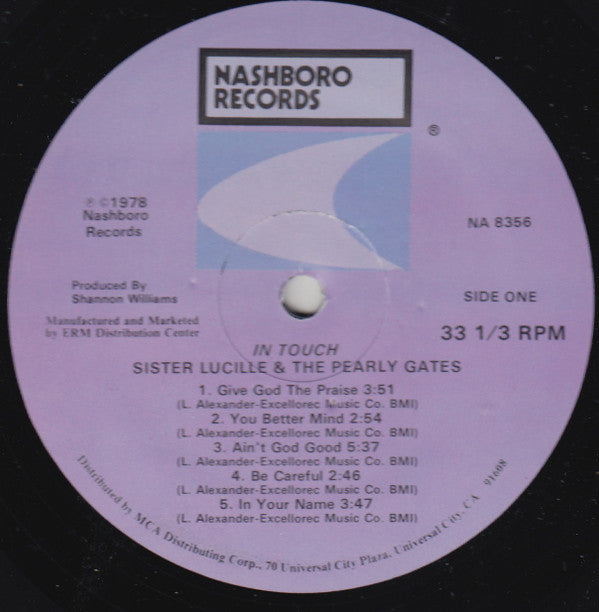 NASHBORO
RECORDS
®
℗ ©1978
Nashboro
Records
NA 8356
Produced By
Shannon Williams
SIDE ONE
Manufactured and Marketed
by ERM Distribution Center
33 1/3 RPM
IN TOUCH
SISTER LUCILLE & THE PEARLY GATES
1. Give God The Praise 3:51
(L. Alexander-Excellorec Music Co. BMI)
2. You Better Mind 2:54
(L. Alexander-Excellorec Music Co. BMI)
3. Ain't God Good 5:37
(L. Alexander-Excellorec Music Co. BMI)
4. Be Careful 2:46
(L. Alexander-Excellorec Music Co. BMI)
5. In Your Name 3:47
(L. Alexander-Excellorec Music Co. BMI)
Distributed by MCA Distributing Corp., 70 Universal City Plaza, Universal City, CA 91608